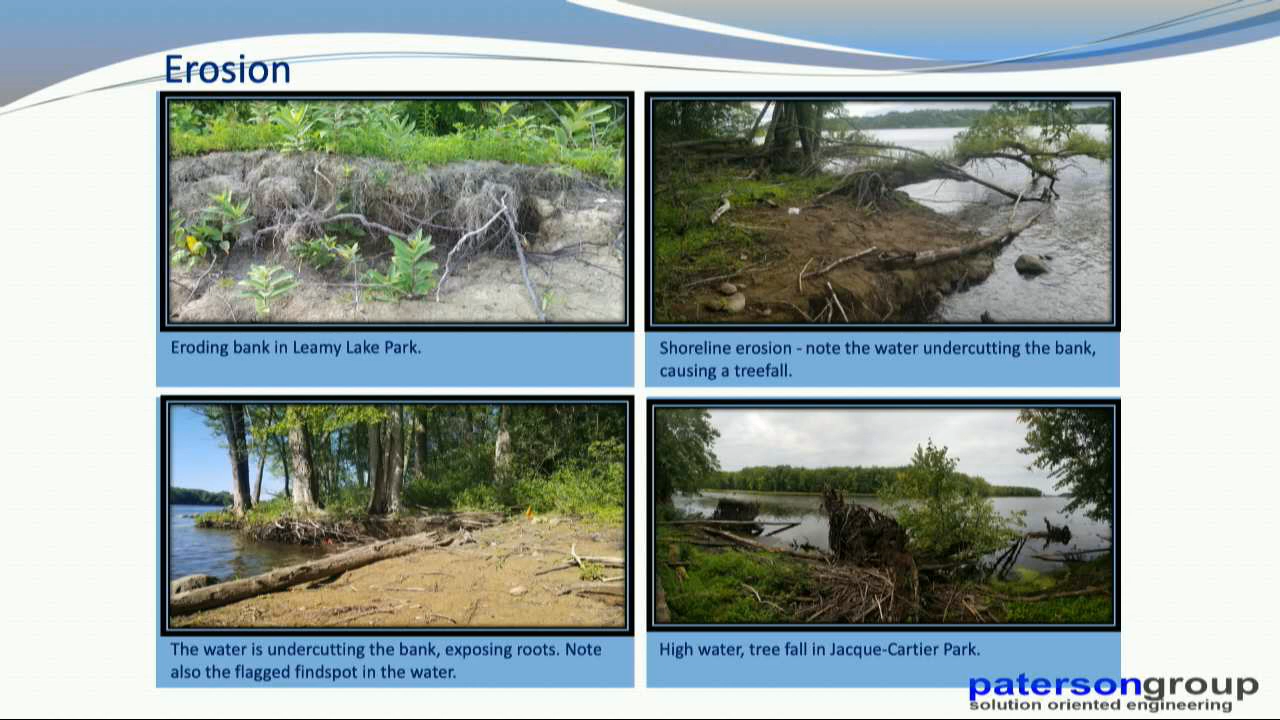 Erosion
Eroding bank in Leamy Lake Park.
Shoreline erosion - note the water undercutting the bank,
causing a treefall.
The water is undercutting the bank, exposing roots. Note
also the flagged findspot in the water.
High water, tree fall in Jacque-Cartier Park.
patersongroup
solution oriented engineering